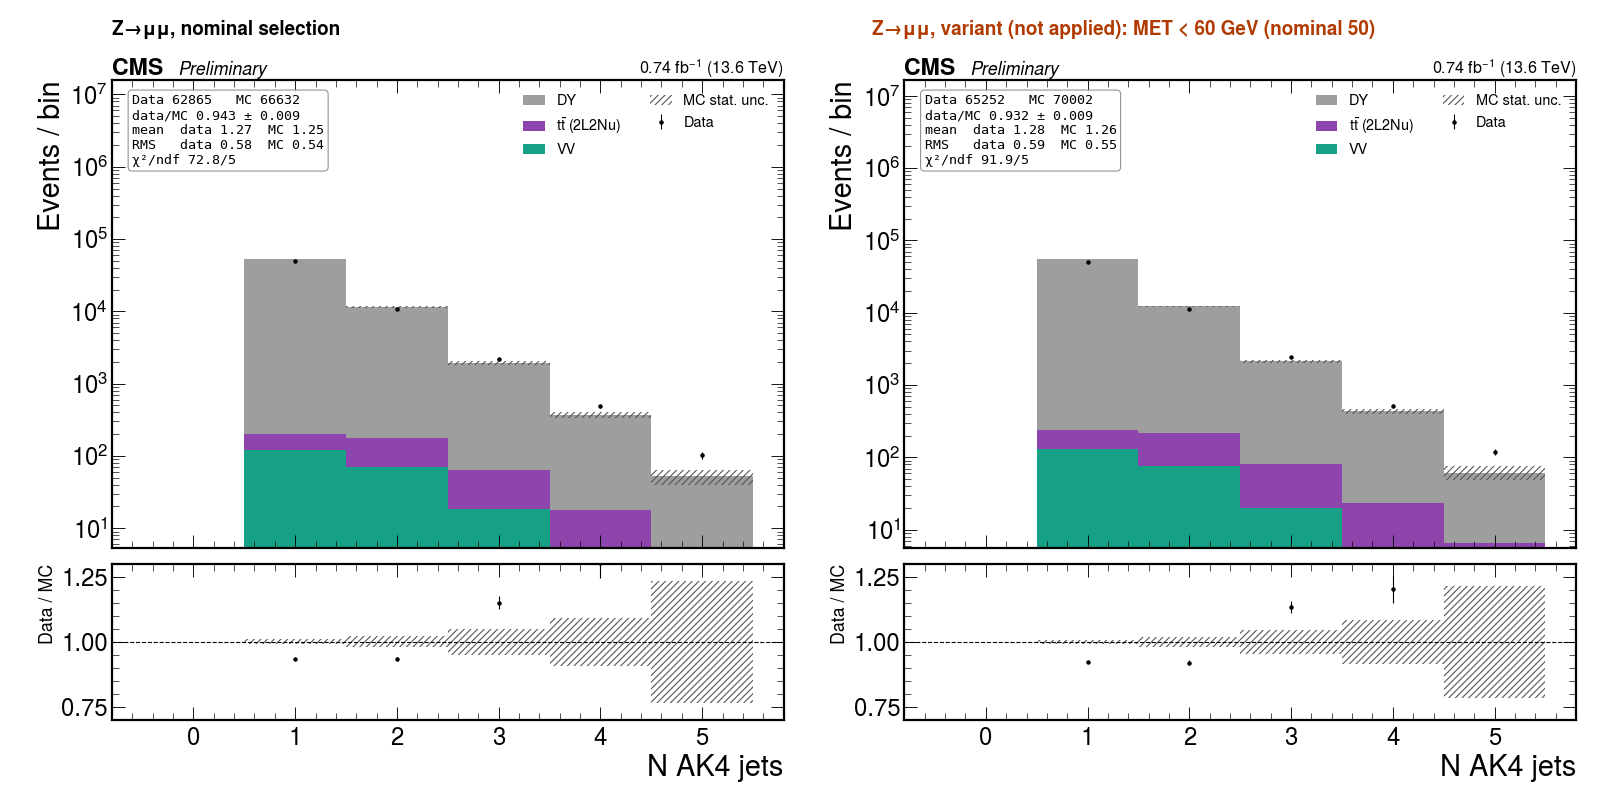 Z→μμ, nominal selection
CMS Preliminary 0.74 fb⁻¹ (13.6 TeV)
Data 62865 MC 66632
data/MC 0.943 ± 0.009
mean data 1.27 MC 1.25
RMS data 0.58 MC 0.54
χ²/ndf 72.8/5
DY
tt̄ (2L2Nu)
VV
MC stat. unc.
Data
Events / bin
10⁷
10⁶
10⁵
10⁴
10³
10²
10¹
Data / MC
1.25
1.00
0.75
0 1 2 3 4 5
N AK4 jets
Z→μμ, variant (not applied): MET < 60 GeV (nominal 50)
CMS Preliminary 0.74 fb⁻¹ (13.6 TeV)
Data 65252 MC 70002
data/MC 0.932 ± 0.009
mean data 1.28 MC 1.26
RMS data 0.59 MC 0.55
χ²/ndf 91.9/5
DY
tt̄ (2L2Nu)
VV
MC stat. unc.
Data
Events / bin
10⁷
10⁶
10⁵
10⁴
10³
10²
10¹
Data / MC
1.25
1.00
0.75
0 1 2 3 4 5
N AK4 jets